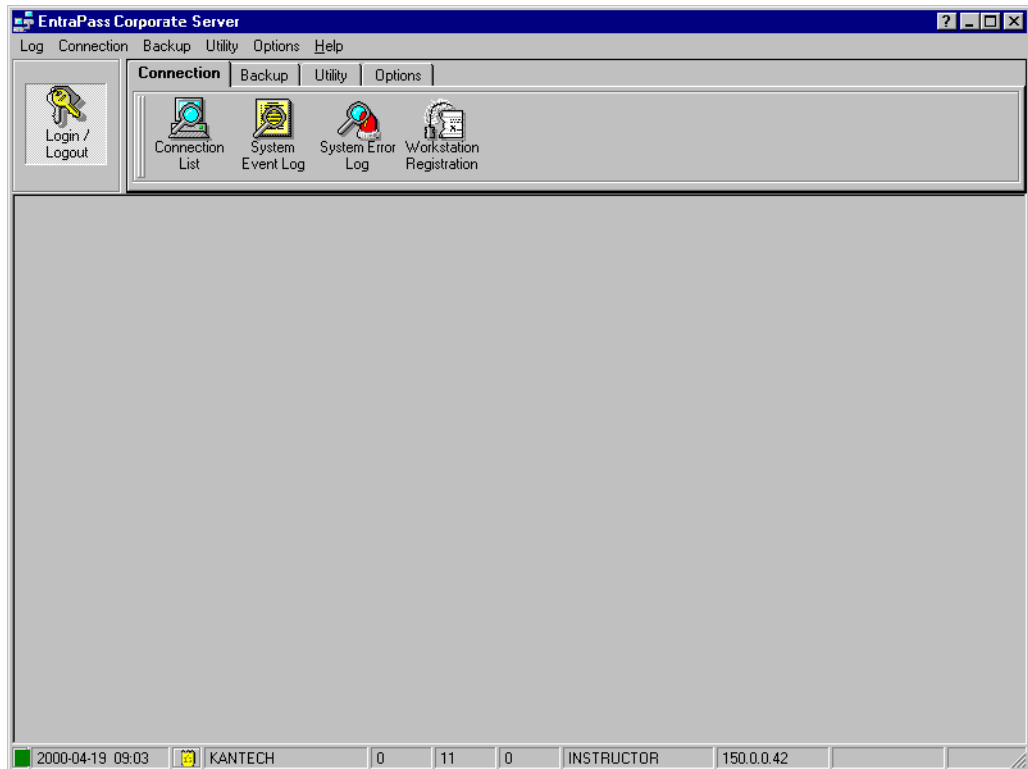 EntraPass Corporate Server
Log Connection Backup Utility Options Help
Connection Backup Utility Options
Login / Logout
Connection List
System Event Log
System Error Log
Workstation Registration
2000-04-19 09:03 KANTECH 0 11 0 INSTRUCTOR 150.0.0.42